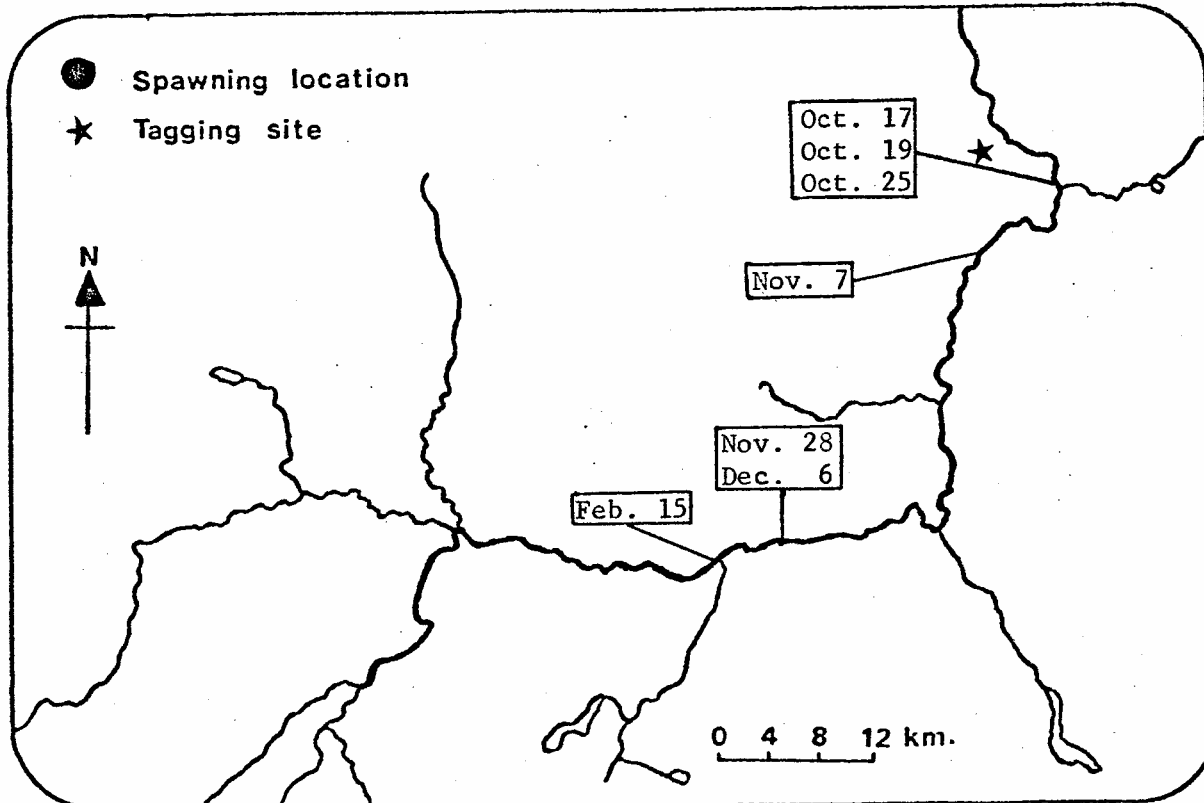 Spawning location
Tagging site
Oct. 17
Oct. 19
Oct. 25
N
Nov. 7
Nov. 28
Dec. 6
Feb. 15
0 4 8 12 km.